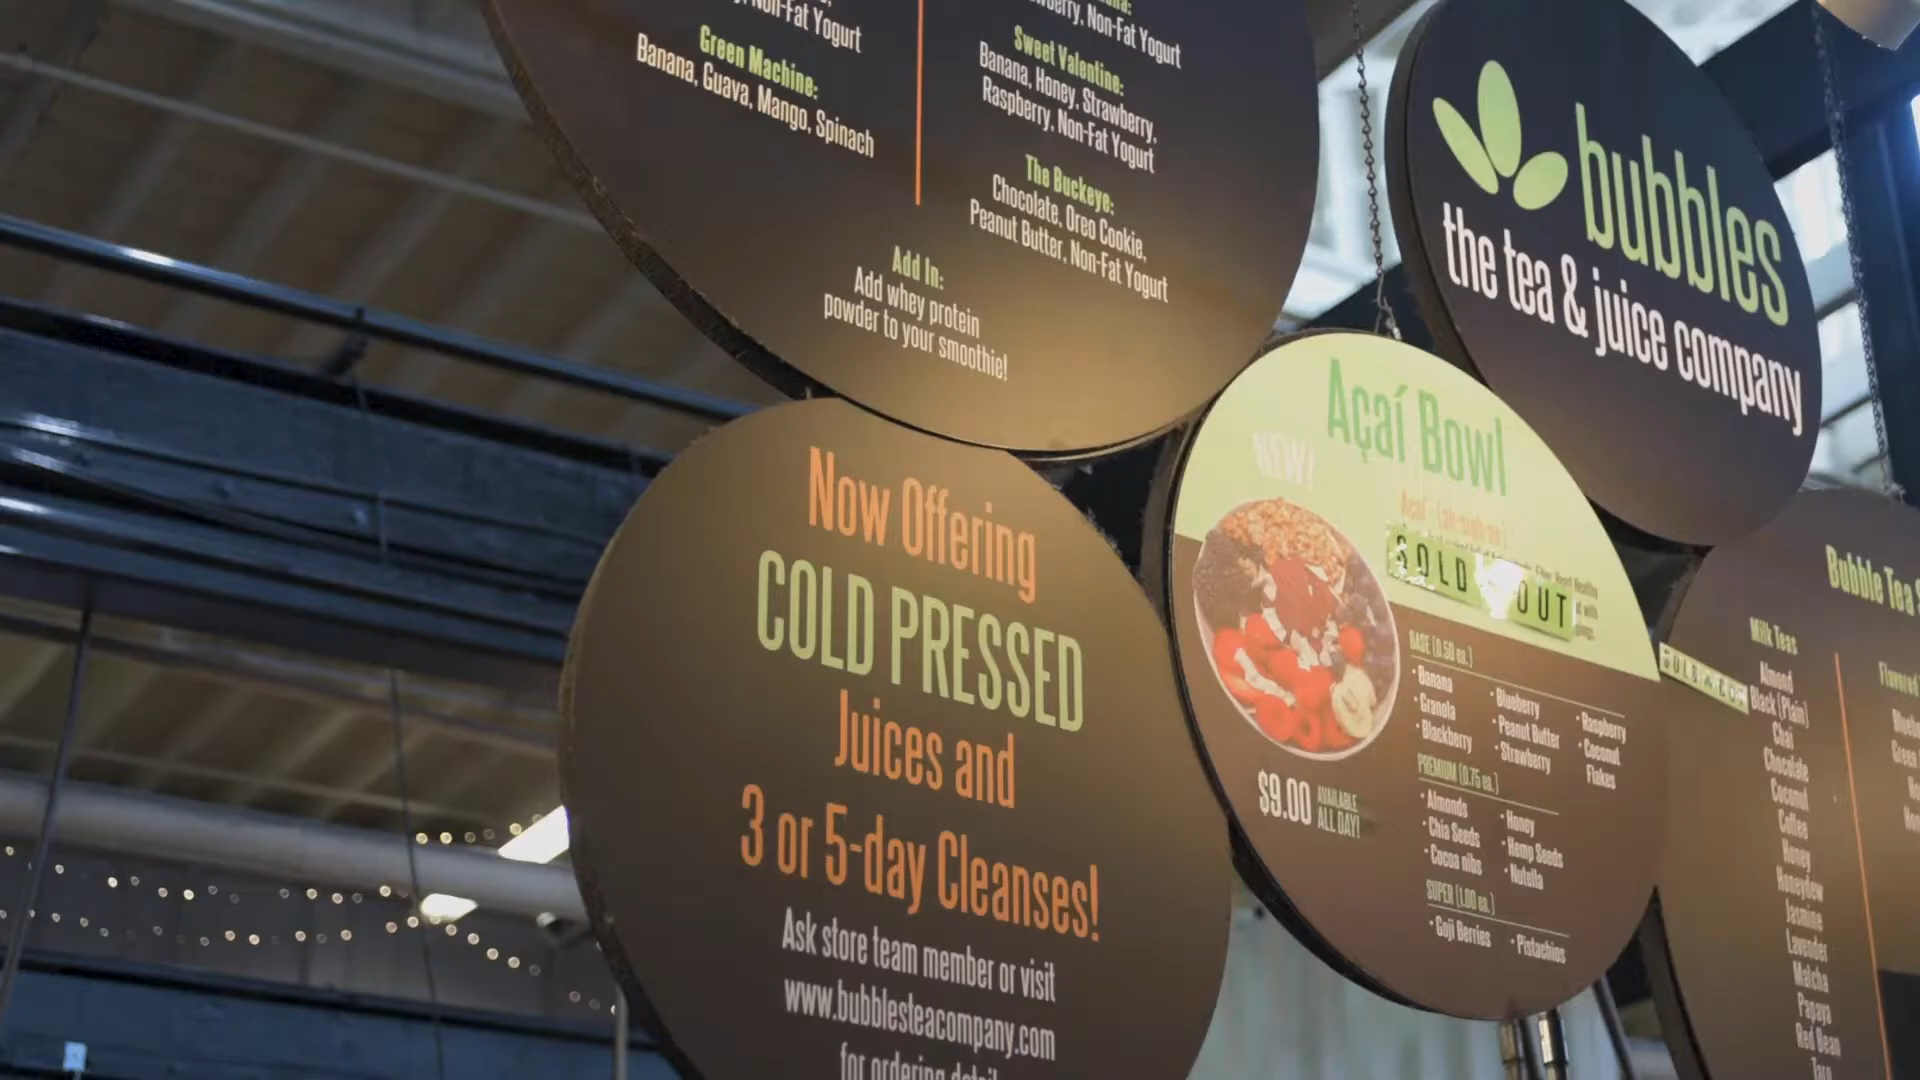 Non-Fat Yogurt
Green Machine:
Banana, Guava, Mango, Spinach
Non-Fat Yogurt
Sweet Valentine:
Banana, Honey, Strawberry,
Raspberry, Non-Fat Yogurt
The Buckeye:
Chocolate, Oreo Cookie,
Peanut Butter, Non-Fat Yogurt
Add In:
Add whey protein
powder to your smoothie!
bubbles
the tea & juice company
Now Offering
COLD PRESSED
Juices and
3 or 5-day Cleanses!
Ask store team member or visit
www.bubblesteacompany.com
for ordering
Açaí Bowl
NEW!
SOLD OUT
BASE (0.50 ea.)
• Banana
• Granola
• Blackberry
• Blueberry
• Peanut Butter
• Strawberry
• Raspberry
• Coconut
Flakes
PREMIUM (0.75 ea.)
• Almonds
• Chia Seeds
• Cocoa nibs
• Honey
• Hemp Seeds
• Nutella
SUPER (1.00 ea.)
• Goji Berries
• Pistachios
$9.00 AVAILABLE
ALL DAY!
Bubble Tea
Milk Teas
Almond
Black (Plain)
Chai
Chocolate
Coconut
Coffee
Honey
Honeydew
Jasmine
Lavender
Matcha
Papaya
Red Bean
Taro
Flavored
Green